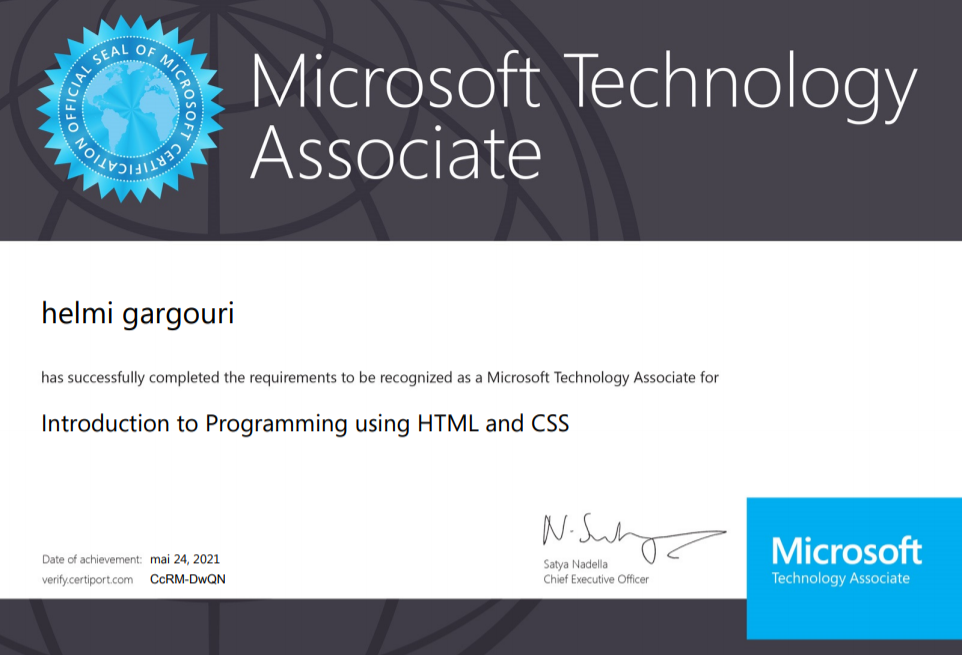 OFFICIAL SEAL OF MICROSOFT CERTIFICATION
Microsoft Technology
Associate
helmi gargouri
has successfully completed the requirements to be recognized as a Microsoft Technology Associate for
Introduction to Programming using HTML and CSS
Date of achievement: mai 24, 2021
verify.certiport.com CcRM-DwQN
N. Satya
Satya Nadella
Chief Executive Officer
Microsoft
Technology Associate